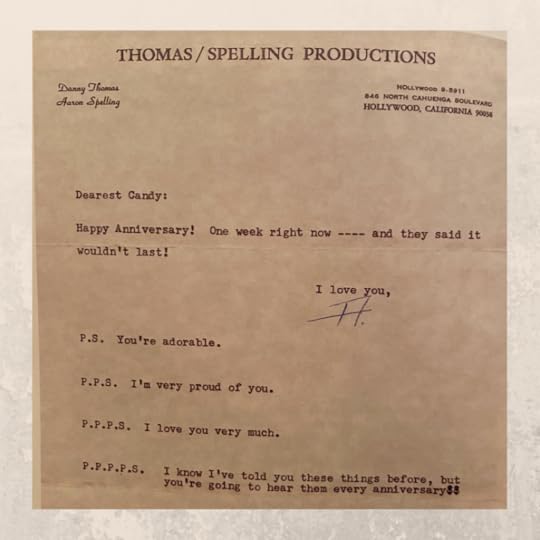 THOMAS/SPELLING PRODUCTIONS
Danny Thomas
Aaron Spelling
HOLLYWOOD 9-5911
846 NORTH CAHUENGA BOULEVARD
HOLLYWOOD, CALIFORNIA 90038
Dearest Candy:
Happy Anniversary! One week right now ---- and they said it
wouldn't last!
I love you,
P.S. You're adorable.
P.P.S. I'm very proud of you.
P.P.P.S. I love you very much.
P.P.P.P.S. I know I've told you these things before, but
you're going to hear them every anniversary